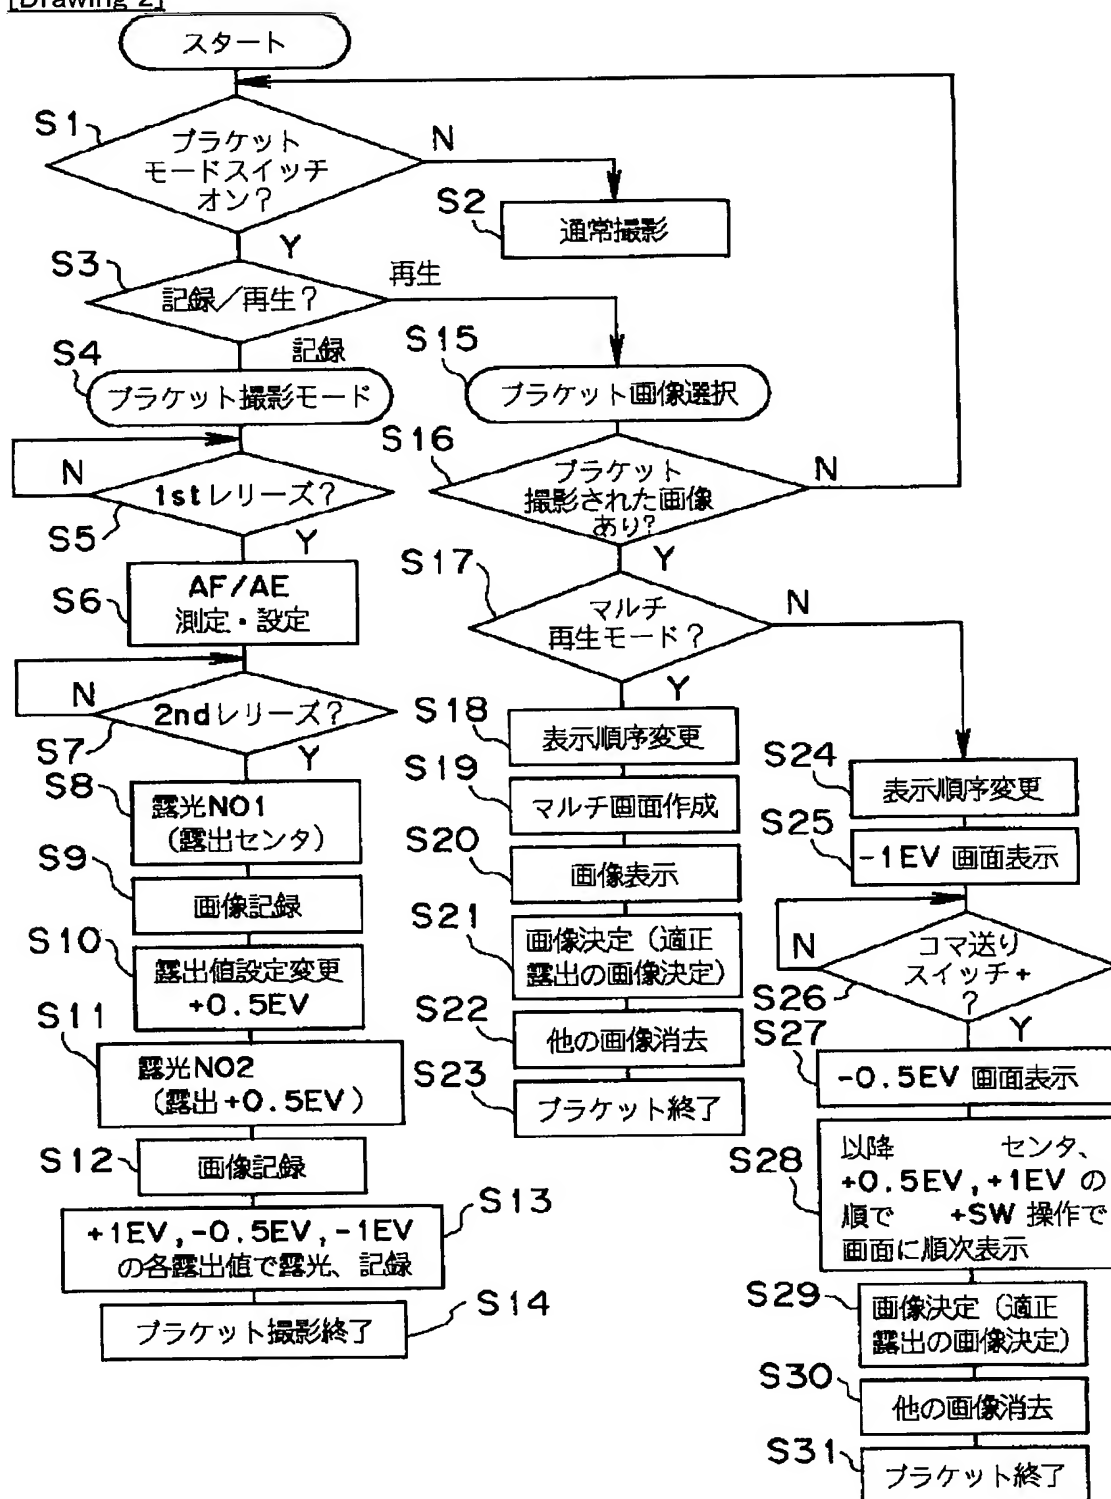 [Drawing 2]
スタート
S1
ブラケット
モードスイッチ
オン？
N
S2
通常撮影
Y
S3
記録／再生？
再生
記録
S4
ブラケット撮影モード
N
1stレリーズ？
S5
Y
S6
AF/AE
測定・設定
N
2ndレリーズ？
S7
Y
S8
露光NO1
（露出センタ）
S9
画像記録
S10
露出値設定変更
+0.5EV
S11
露光NO2
（露出+0.5EV）
S12
画像記録
S13
+1EV,-0.5EV,-1EV
の各露出値で露光、記録
S14
ブラケット撮影終了
S15
ブラケット画像選択
S16
ブラケット
撮影された画像
あり？
N
Y
S17
マルチ
再生モード？
N
Y
S18
表示順序変更
S19
マルチ画面作成
S20
画像表示
S21
画像決定（適正
露出の画像決定）
S22
他の画像消去
S23
ブラケット終了
S24
表示順序変更
S25
-1EV 画面表示
N
コマ送り
スイッチ+
？
S26
Y
S27
-0.5EV 画面表示
S28
以降 センタ、
+0.5EV,+1EV の
順で +SW 操作で
画面に順次表示
S29
画像決定（適正
露出の画像決定）
S30
他の画像消去
S31
ブラケット終了